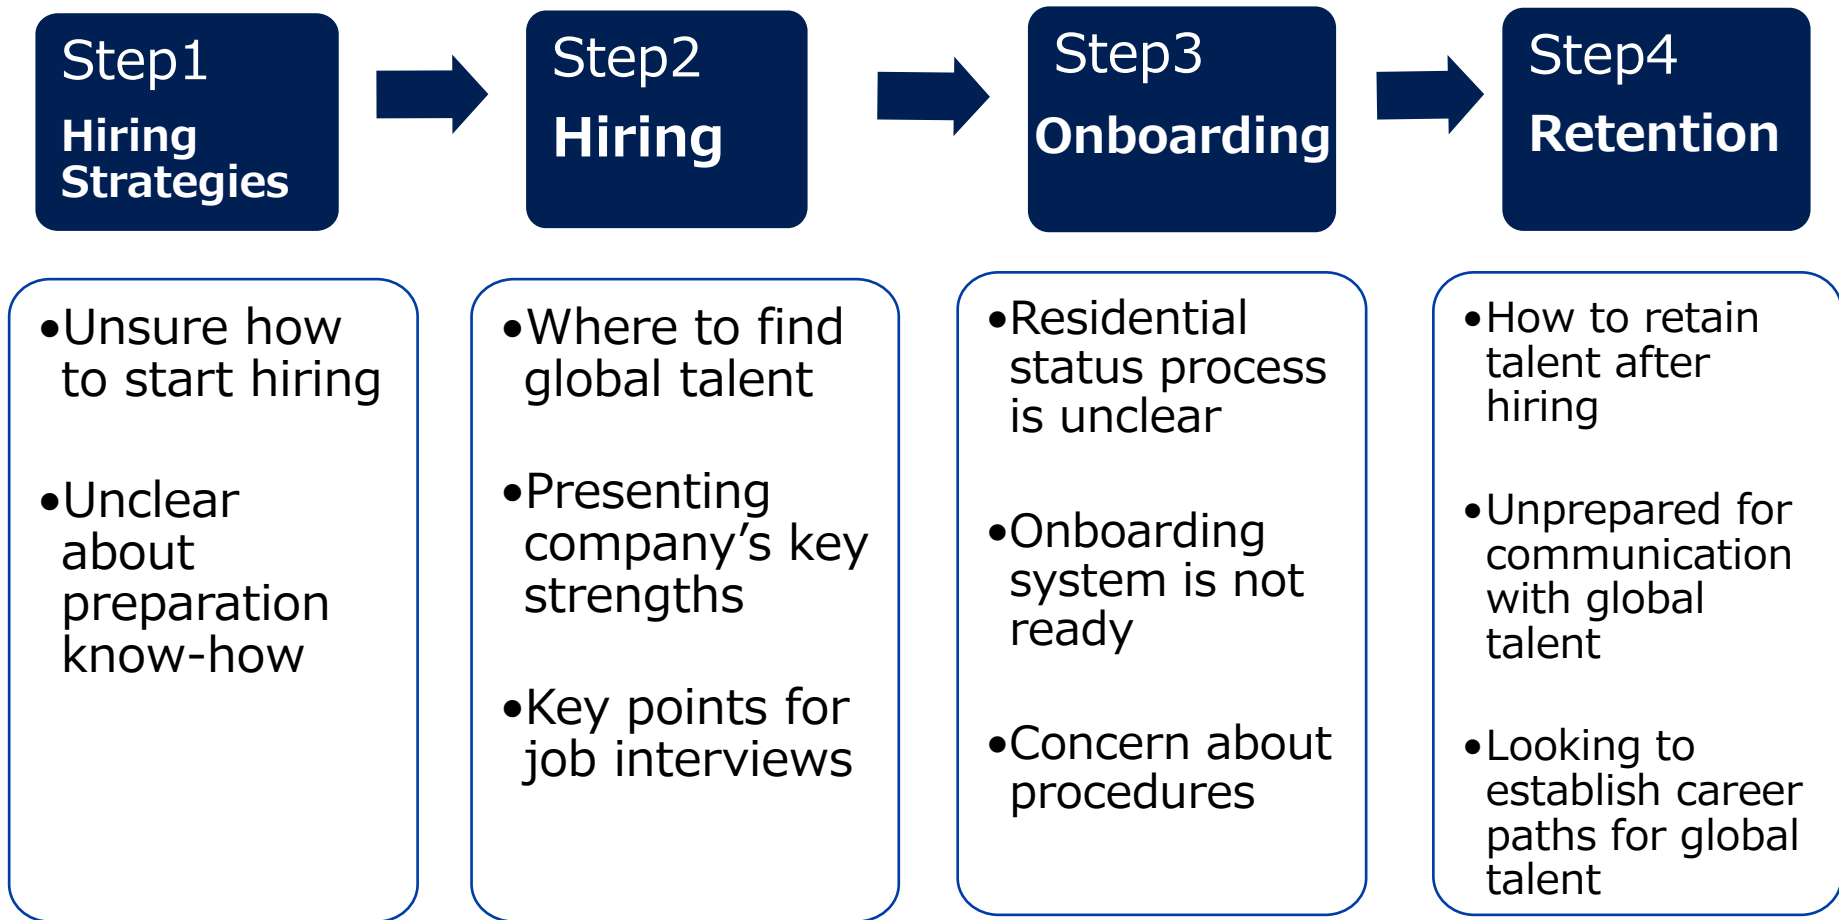 Step1
Hiring
Strategies
Step2
Hiring
Step3
Onboarding
Step4
Retention
•Unsure how
to start hiring
•Unclear
about
preparation
know-how
•Where to find
global talent
•Presenting
company’s key
strengths
•Key points for
job interviews
•Residential
status process
is unclear
•Onboarding
system is not
ready
•Concern about
procedures
•How to retain
talent after
hiring
•Unprepared for
communication
with global
talent
•Looking to
establish career
paths for global
talent